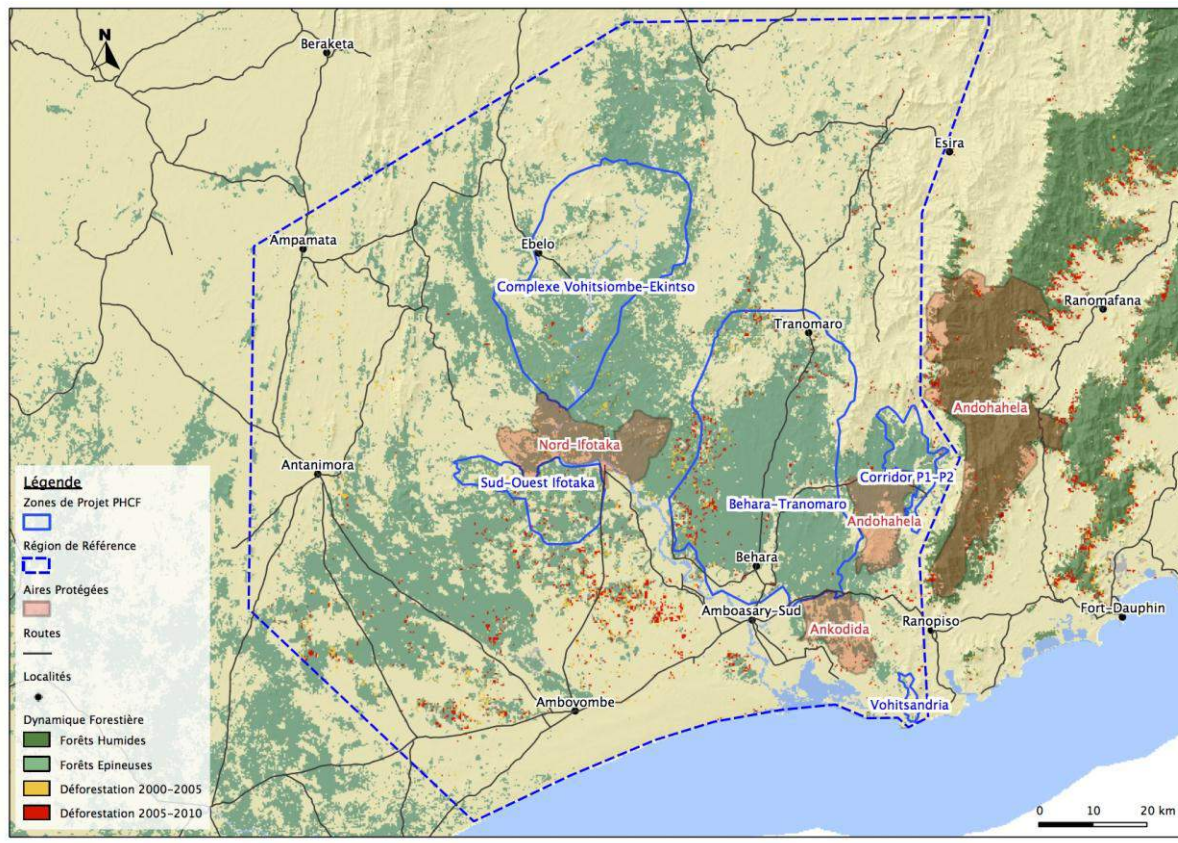 N
Beraketa
Esira
Ampamata
Ebelo
Complexe Vohitsiombe-Ekintso
Ranomafana
Tranomaro
Andohahela
Nord-Ifotaka
Antanimora
Sud-Ouest Ifotaka
Corridor P1-P2
Behara-Tranomaro
Andohahela
Behara
Amboasary-Sud
Fort-Dauphin
Ranopiso
Ankodida
Ambovombe
Vohitsandria
Légende
Zones de Projet PHCF
Région de Référence
Aires Protégées
Routes
Localités
Dynamique Forestière
Forêts Humides
Forêts Epineuses
Déforestation 2000-2005
Déforestation 2005-2010
0 10 20 km